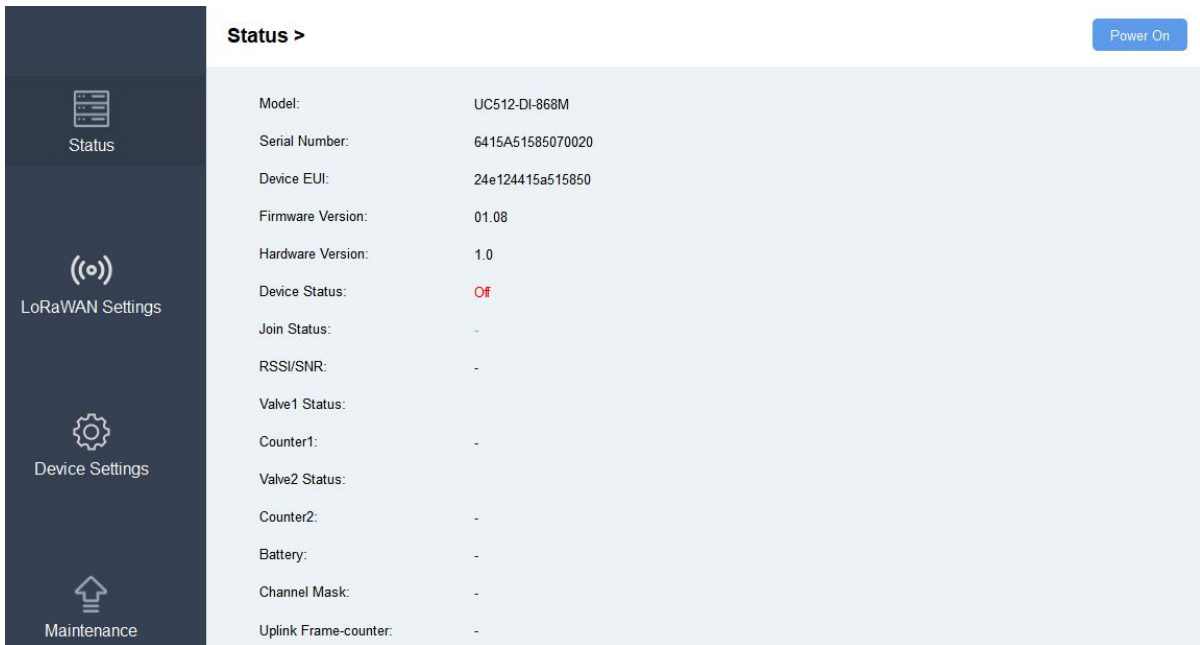 Status >
Power On
Status
LoRaWAN Settings
Device Settings
Maintenance
Model: UC512-DI-868M
Serial Number: 6415A51585070020
Device EUI: 24e124415a515850
Firmware Version: 01.08
Hardware Version: 1.0
Device Status: Off
Join Status: -
RSSI/SNR: -
Valve1 Status:
Counter1: -
Valve2 Status:
Counter2: -
Battery: -
Channel Mask: -
Uplink Frame-counter: -